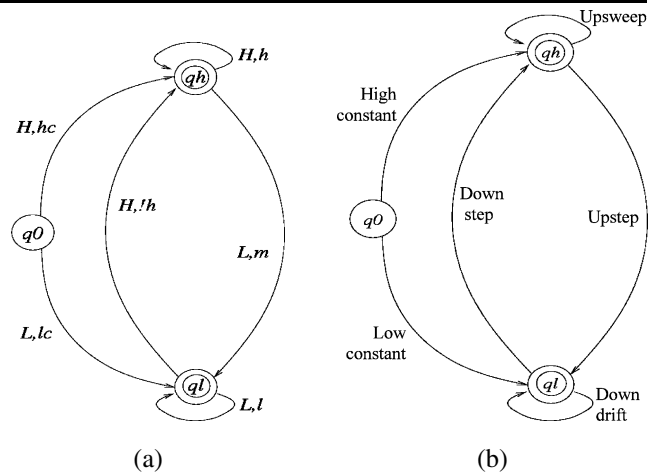 H,h
qh
H,hc
H,!h
q0
L,m
L,lc
ql
L,l
(a)
Upsweep
qh
High
constant
Down
step
q0
Upstep
Low
constant
ql
Down
drift
(b)